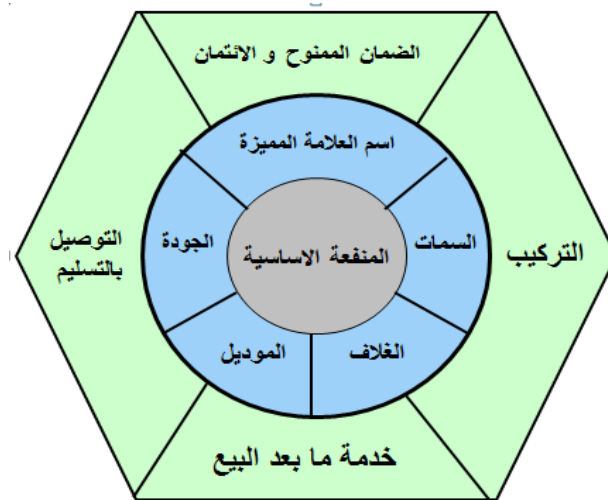 الضمان الممنوح و الائتمان
اسم العلامة المميزة
السمات
الجودة
المنفعة الاساسية
التركيب
التوصيل
بالتسليم
الغلاف
الموديل
خدمة ما بعد البيع